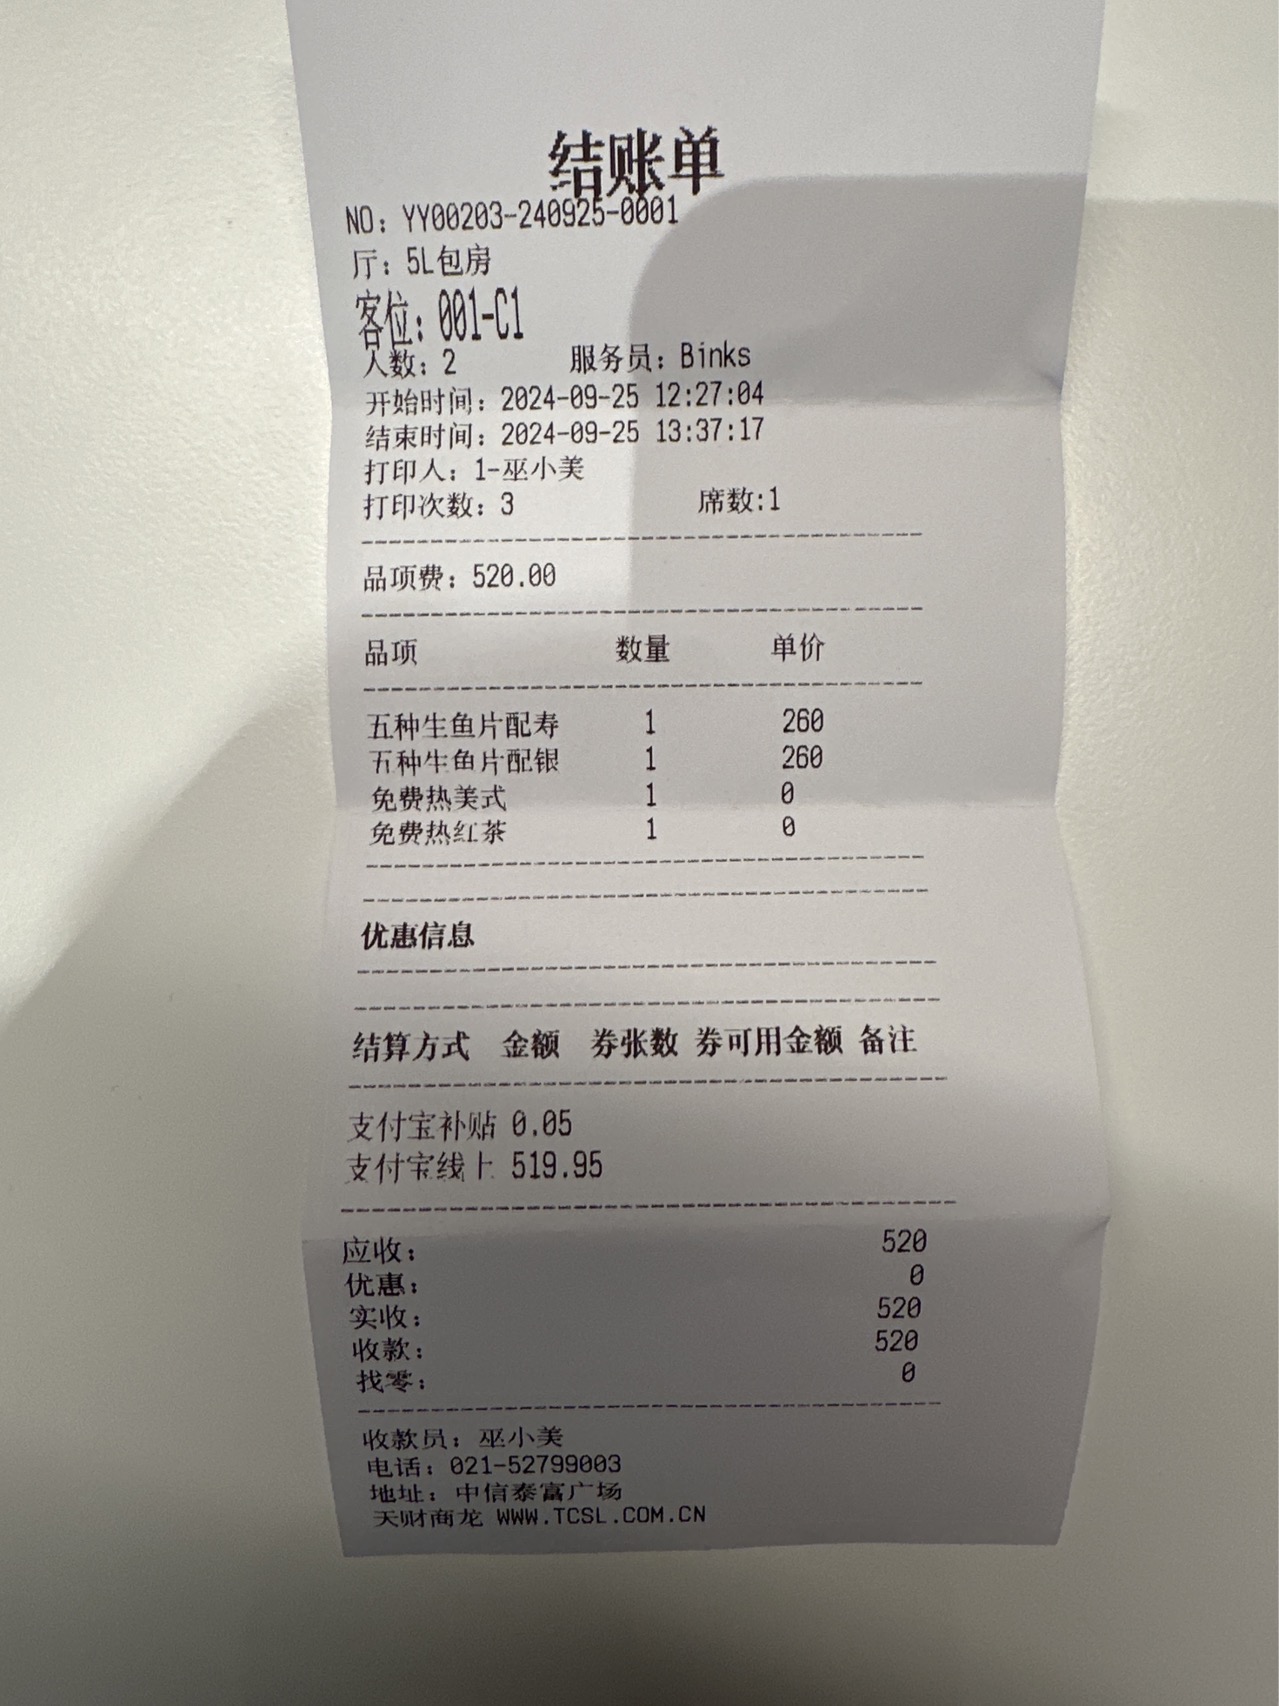 结账单
NO: YY00203-240925-0001
厅: 5L包房
客位: 001-C1
人数: 2 服务员: Binks
开始时间: 2024-09-25 12:27:04
结束时间: 2024-09-25 13:37:17
打印人: 1-巫小美
打印次数: 3 席数:1
品项费: 520.00
品项 数量 单价
五种生鱼片配寿 1 260
五种生鱼片配银 1 260
免费热美式 1 0
免费热红茶 1 0
优惠信息
结算方式 金额 券张数 券可用金额 备注
支付宝补贴 0.05
支付宝线上 519.95
应收: 520
优惠: 0
实收: 520
收款: 520
找零: 0
收款员: 巫小美
电话: 021-52799003
地址: 中信泰富广场
天财商龙 WWW.TCSL.COM.CN